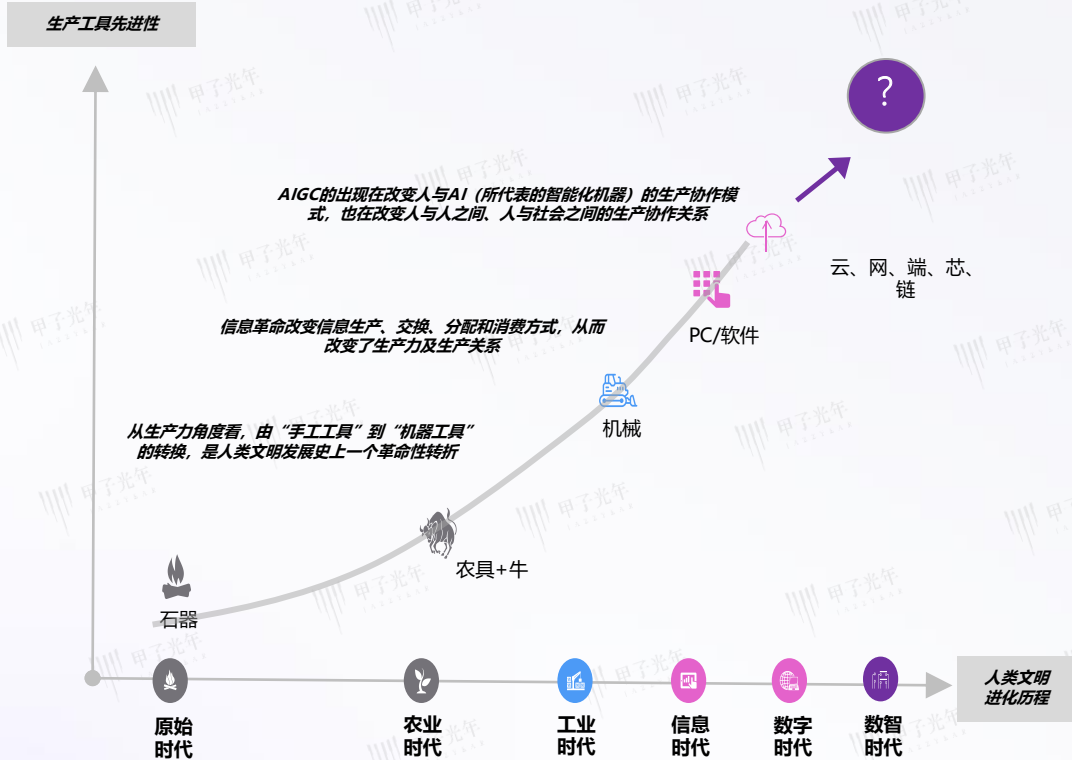 生产工具先进性
?
AIGC的出现在改变人与AI（所代表的智能化机器）的生产协作模
式，也在改变人与人之间、人与社会之间的生产协作关系
云、网、端、芯、
链
信息革命改变信息生产、交换、分配和消费方式，从而
改变了生产力及生产关系
PC/软件
机械
从生产力角度看，由“手工工具”到“机器工具”
的转换，是人类文明发展史上一个革命性转折
农具+牛
石器
人类文明
进化历程
原始
时代
农业
时代
工业
时代
信息
时代
数字
时代
数智
时代
甲子光年